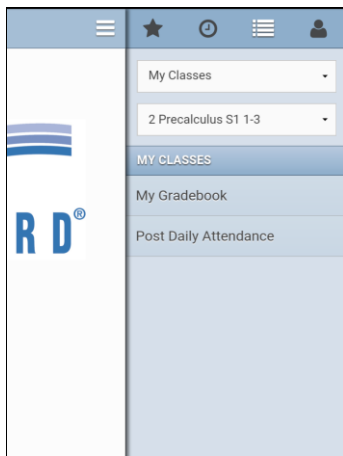 My Classes
2 Precalculus S1 1-3
MY CLASSES
My Gradebook
Post Daily Attendance
R D®